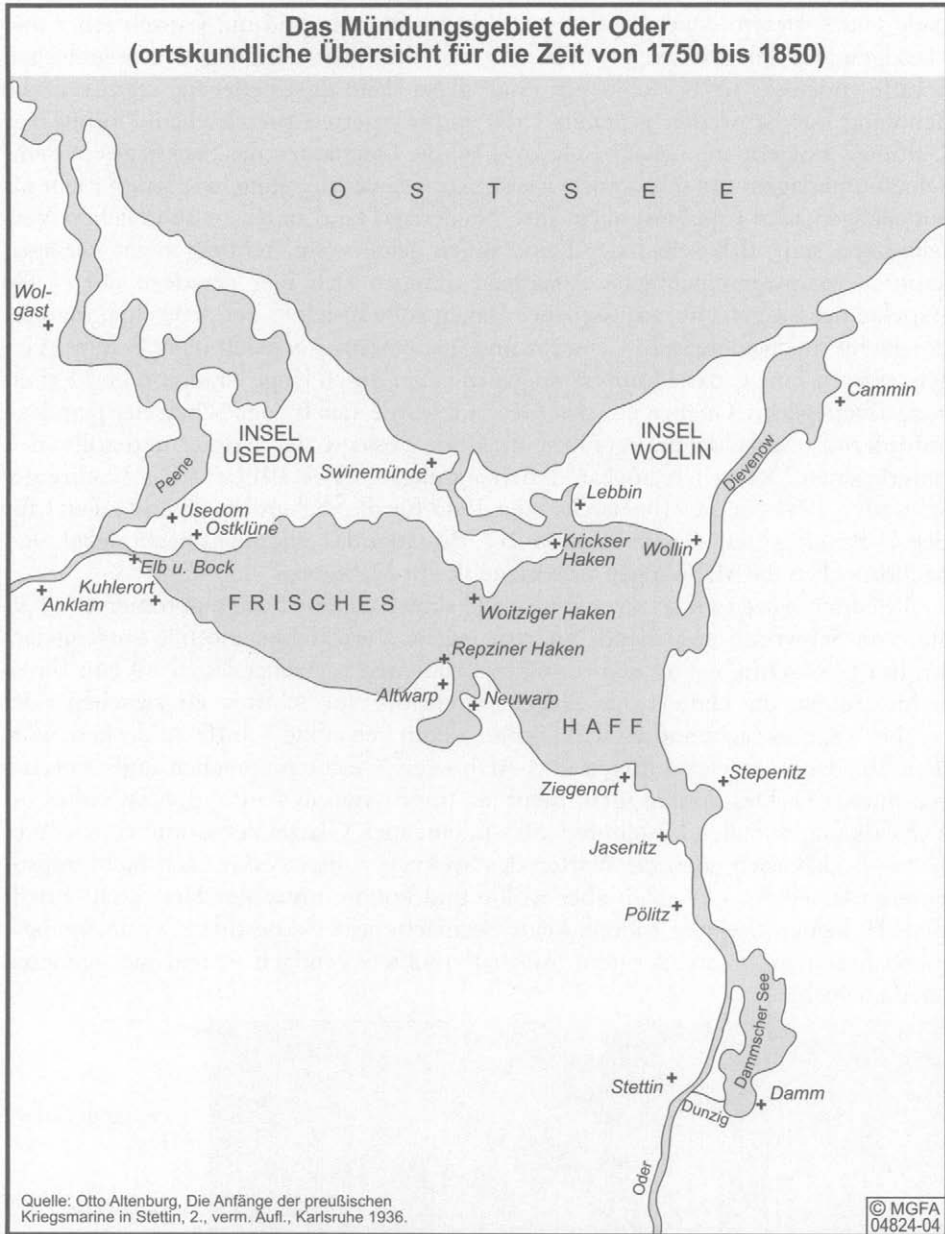 Das Mündungsgebiet der Oder
(ortskundliche Übersicht für die Zeit von 1750 bis 1850)
OSTSEE
Wol-
gast
Cammin
INSEL
USEDOM
INSEL
WOLLIN
Dievenow
Swinemünde
Peene
Lebbin
Usedom
Ostklüne
Krickser
Haken
Wollin
Elb u. Bock
Kuhlerort
Anklam
FRISCHES
Woitziger Haken
Repziner Haken
Altwarp
Neuwarp
HAFF
Ziegenort
Stepenitz
Jasenitz
Pölitz
Dammscher See
Stettin
Damm
Dunzig
Oder
Quelle: Otto Altenburg, Die Anfänge der preußischen
Kriegsmarine in Stettin, 2., verm. Aufl., Karlsruhe 1936.
© MGFA
04824-04